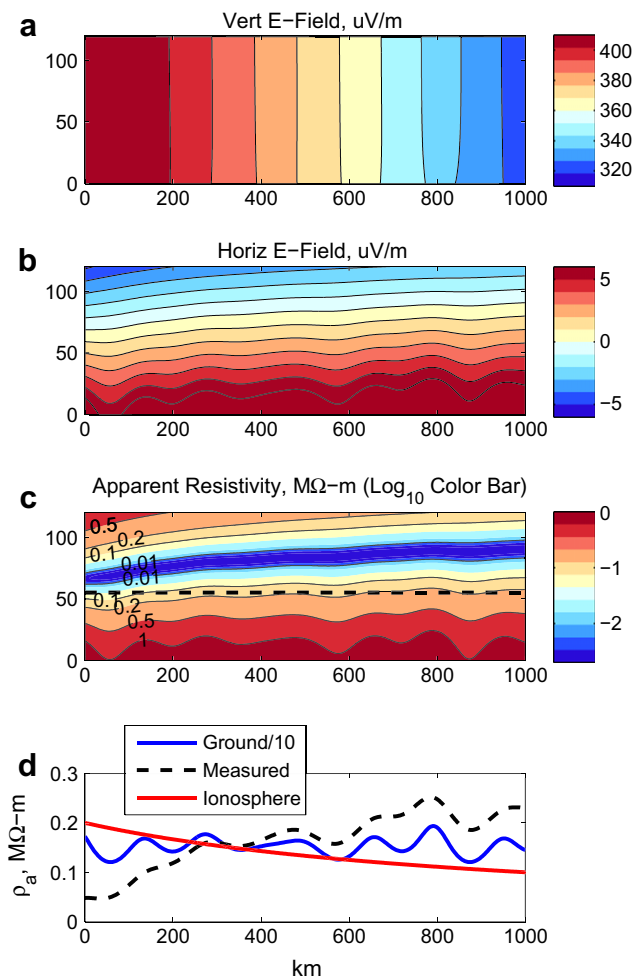 a
Vert E−Field, uV/m
100
50
0
0 200 400 600 800 1000
400
380
360
340
320
b
Horiz E−Field, uV/m
100
50
0
0 200 400 600 800 1000
5
0
−5
c
Apparent Resistivity, MΩ−m (Log10 Color Bar)
100
50
0
0.5
0.2
0.1
0.01
0.01
0.1
0.2
0.5
1
0 200 400 600 800 1000
0
−1
−2
d
Ground/10
Measured
Ionosphere
0.3
0.2
0.1
0
ρa, MΩ−m
0 200 400 600 800 1000
km